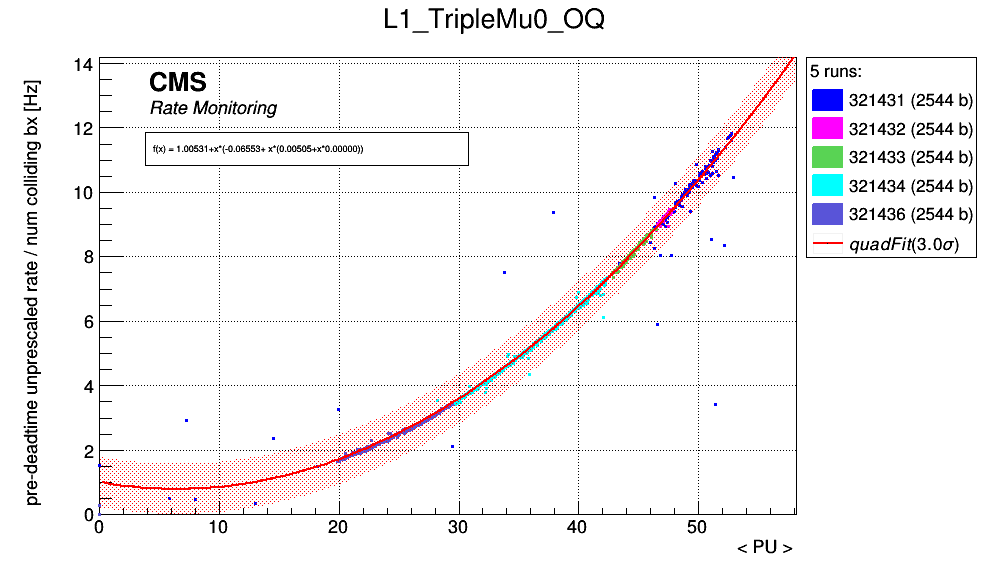 L1_TripleMu0_OQ
pre-deadtime unprescaled rate / num colliding bx [Hz]
14
12
10
8
6
4
2
0
CMS
Rate Monitoring
f(x) = 1.00531+x*(-0.06553+ x*(0.00505+x*0.00000))
0 10 20 30 40 50
< PU >
5 runs:
321431 (2544 b)
321432 (2544 b)
321433 (2544 b)
321434 (2544 b)
321436 (2544 b)
quadFit(3.0σ)